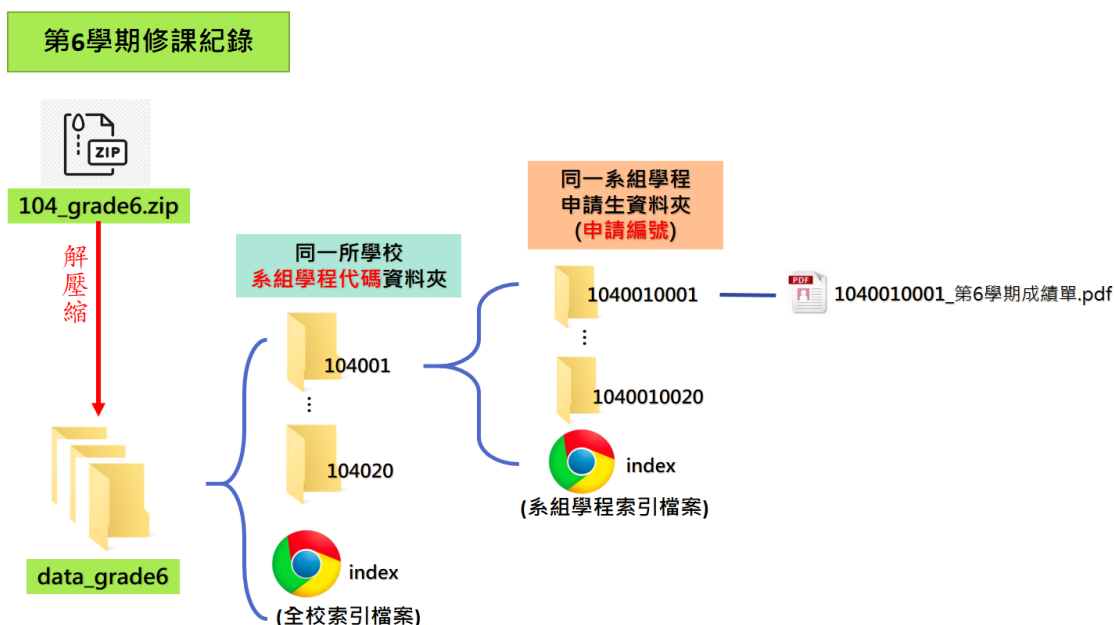 第6學期修課紀錄
ZIP
104_grade6.zip
解壓縮
data_grade6
同一所學校
系組學程代碼資料夾
104001
⋮
104020
index
(全校索引檔案)
同一系組學程
申請生資料夾
(申請編號)
1040010001
⋮
1040010020
index
(系組學程索引檔案)
PDF
1040010001_第6學期成績單.pdf